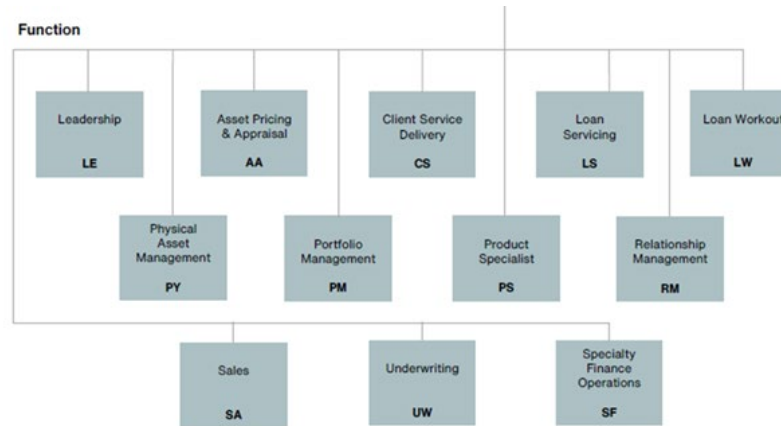 Function
Leadership
LE
Asset Pricing
& Appraisal
AA
Client Service
Delivery
CS
Loan
Servicing
LS
Loan Workout
LW
Physical
Asset
Management
PY
Portfolio
Management
PM
Product
Specialist
PS
Relationship
Management
RM
Sales
SA
Underwriting
UW
Specialty
Finance
Operations
SF